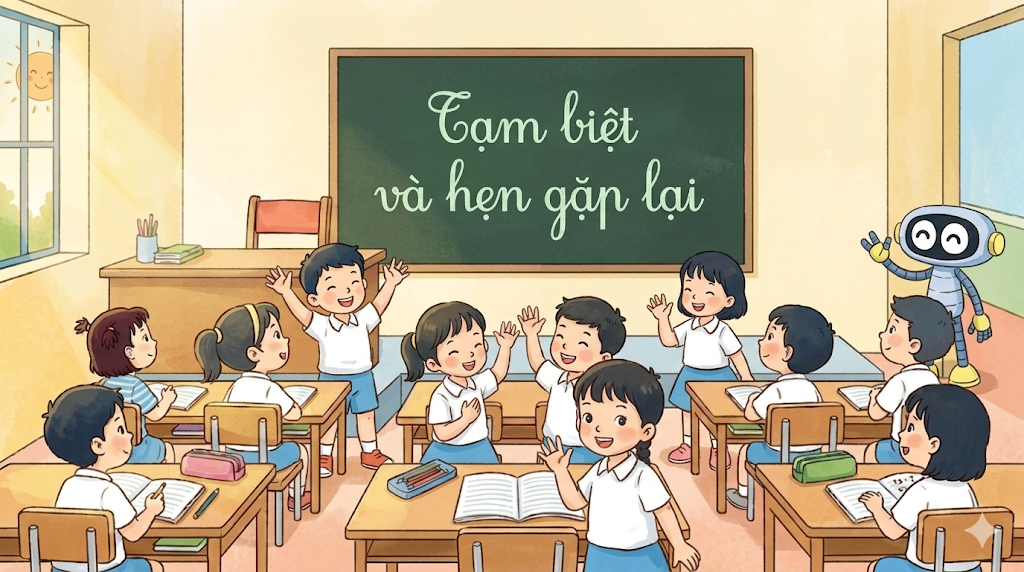 Tạm biệt
và hẹn gặp lại